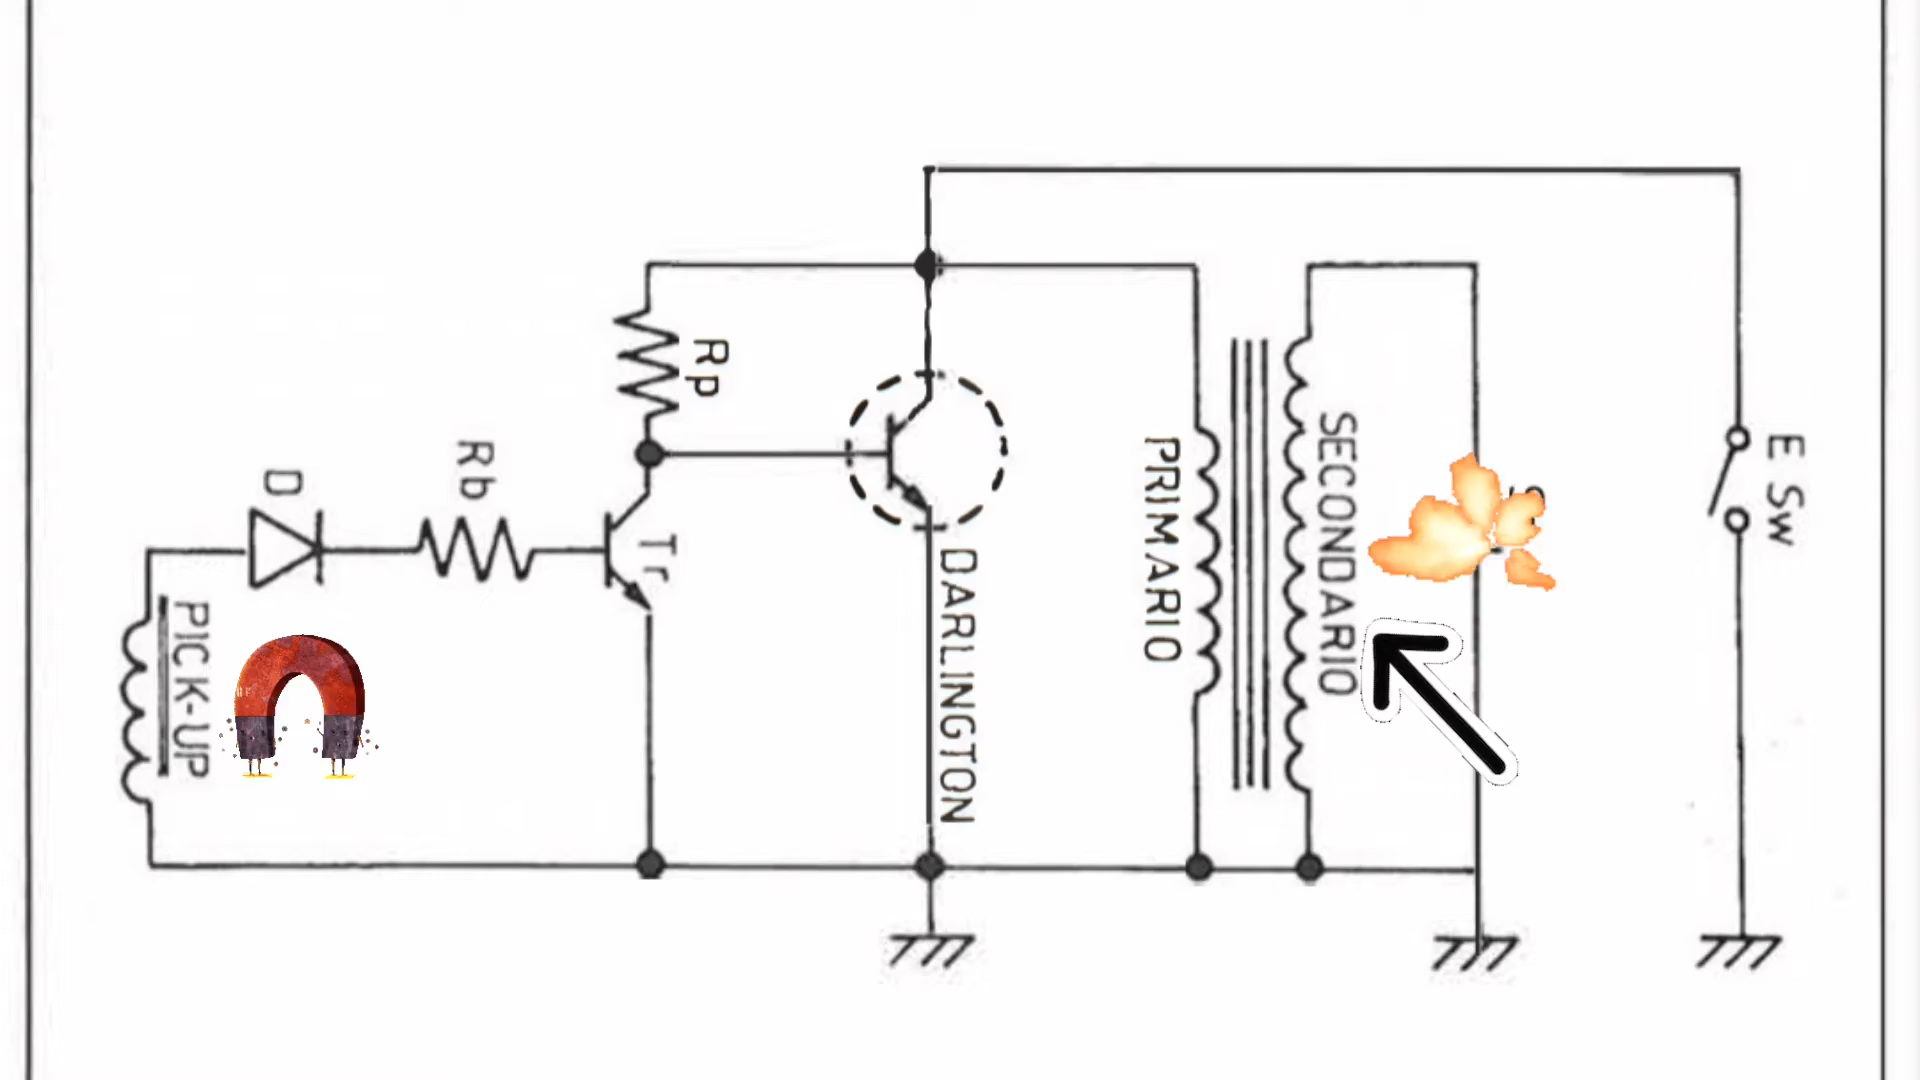 Rp
E Sw
D
Rb
Tr
PICK-UP
DARLINGTON
PRIMARIO
SECONDARIO